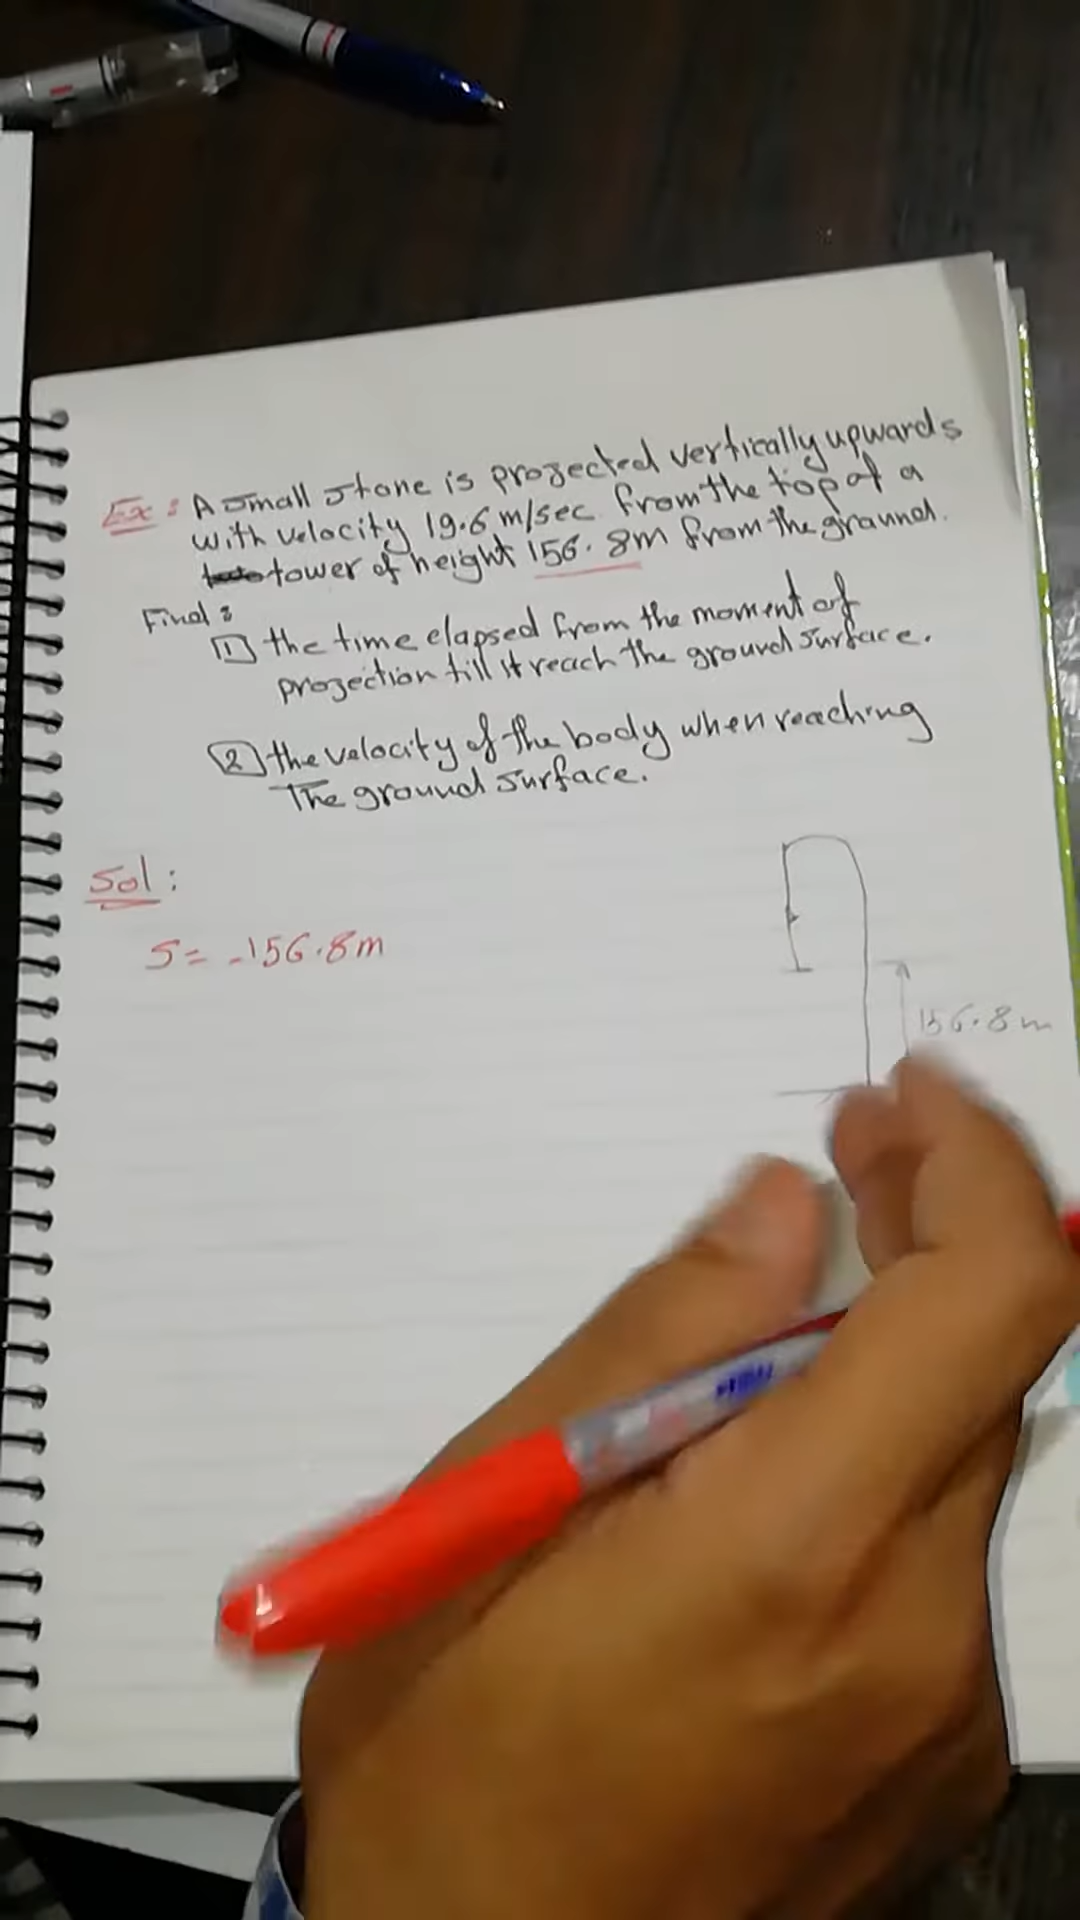 Ex: A small stone is projected vertically upwards
with velocity 19.6 m/sec from the top of a
tower of height 156.8m from the ground.
Find:
1 the time elapsed from the moment of
projection till it reach the ground surface.
2 the velocity of the body when reaching
The ground surface.
Sol:
S= -156.8m
156.8m